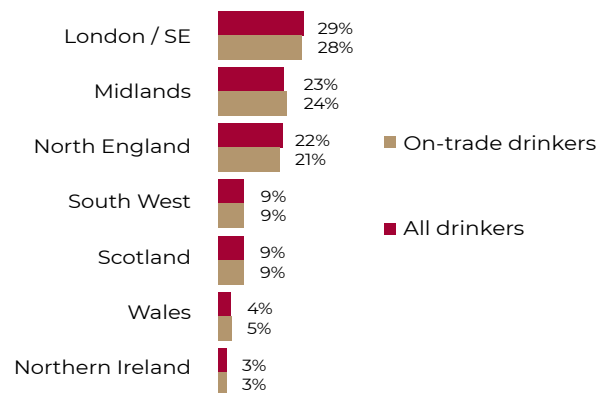 London / SE
29%
28%
Midlands
23%
24%
North England
22%
21%
On-trade drinkers
South West
9%
9%
All drinkers
Scotland
9%
9%
Wales
4%
5%
Northern Ireland
3%
3%